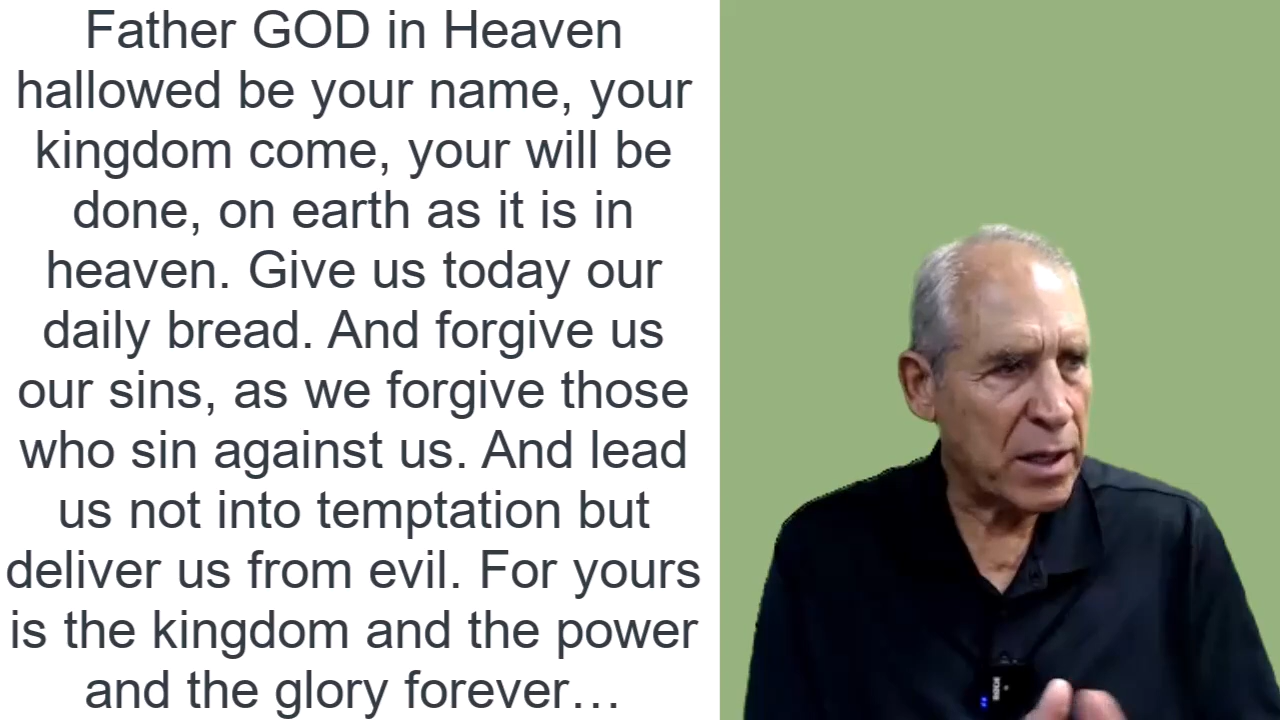 Father GOD in Heaven
hallowed be your name, your
kingdom come, your will be
done, on earth as it is in
heaven. Give us today our
daily bread. And forgive us
our sins, as we forgive those
who sin against us. And lead
us not into temptation but
deliver us from evil. For yours
is the kingdom and the power
and the glory forever…
RODE